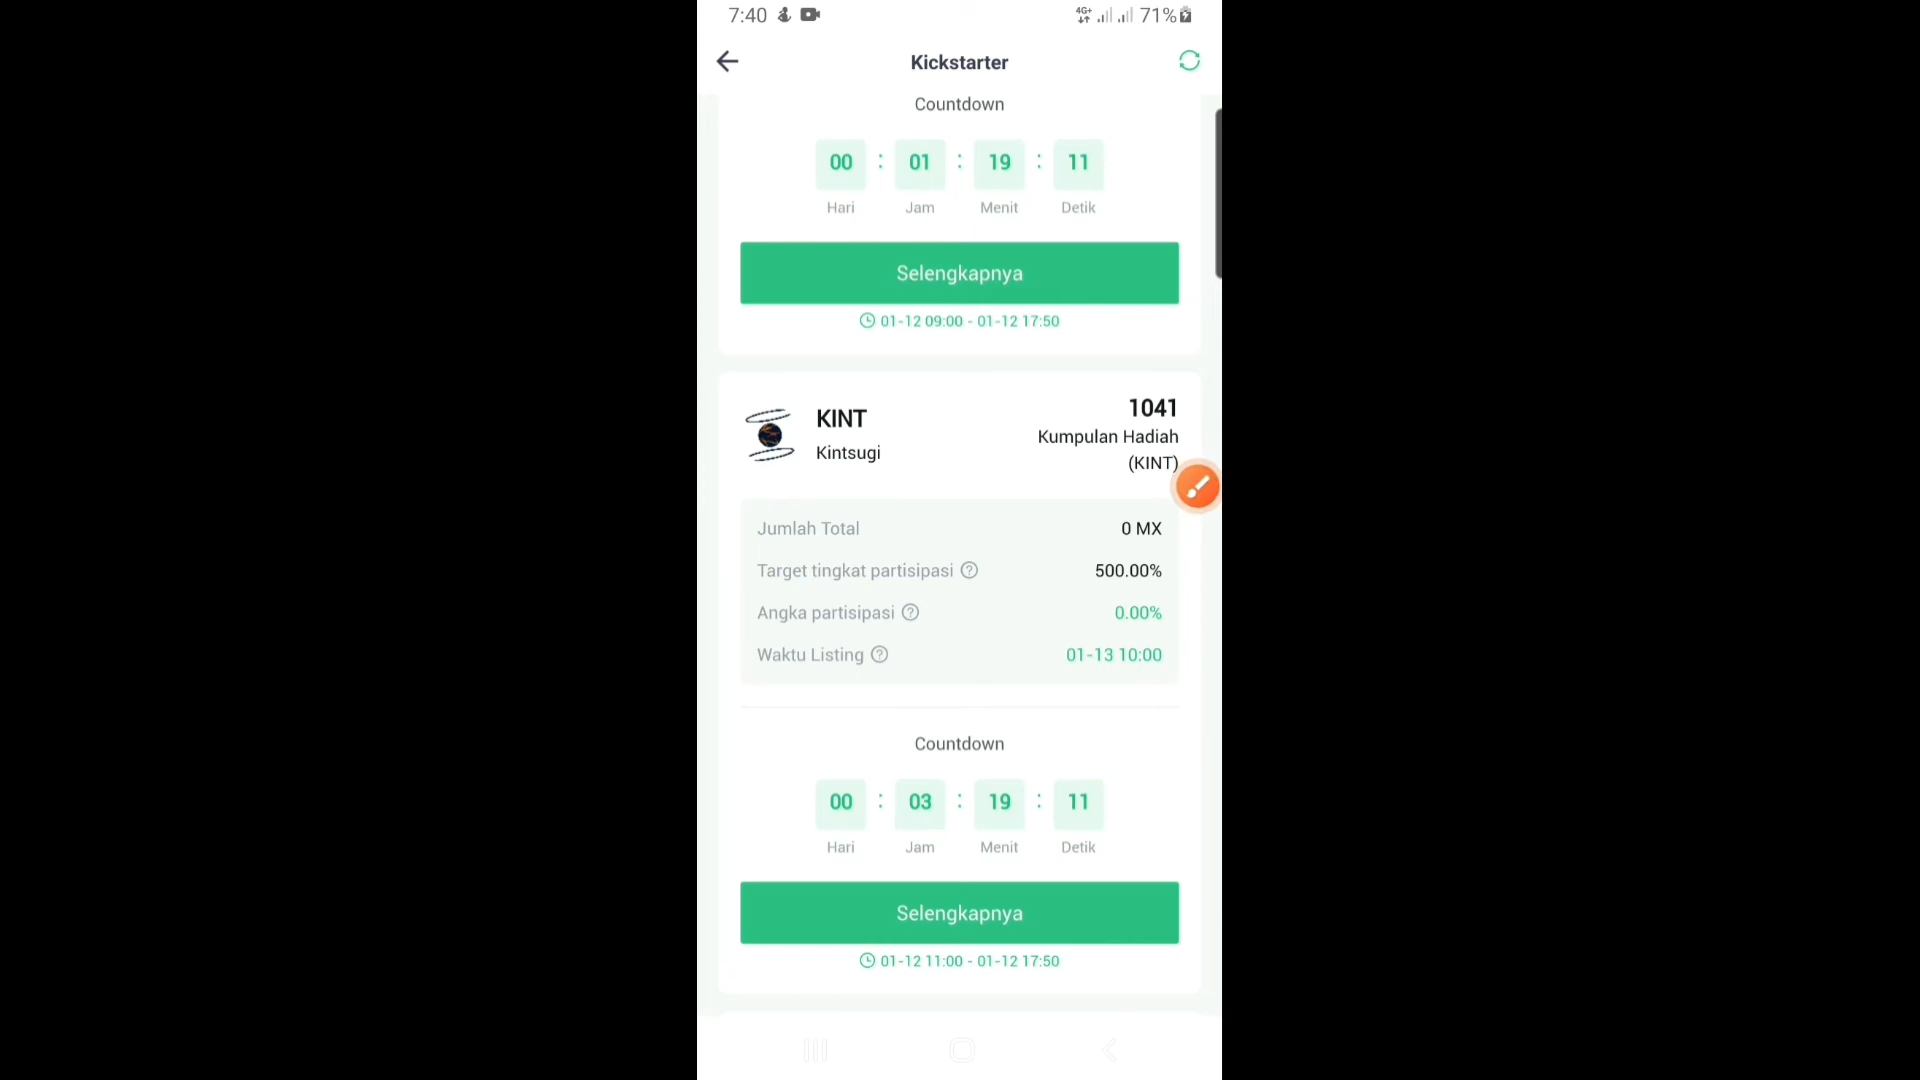 7:40 4G+ 71%
Kickstarter
Countdown
00 : 01 : 19 : 11
Hari Jam Menit Detik
Selengkapnya
01-12 09:00 - 01-12 17:50
KINT 1041
Kintsugi Kumpulan Hadiah
(KINT)
Jumlah Total 0 MX
Target tingkat partisipasi ? 500.00%
Angka partisipasi ? 0.00%
Waktu Listing ? 01-13 10:00
Countdown
00 : 03 : 19 : 11
Hari Jam Menit Detik
Selengkapnya
01-12 11:00 - 01-12 17:50